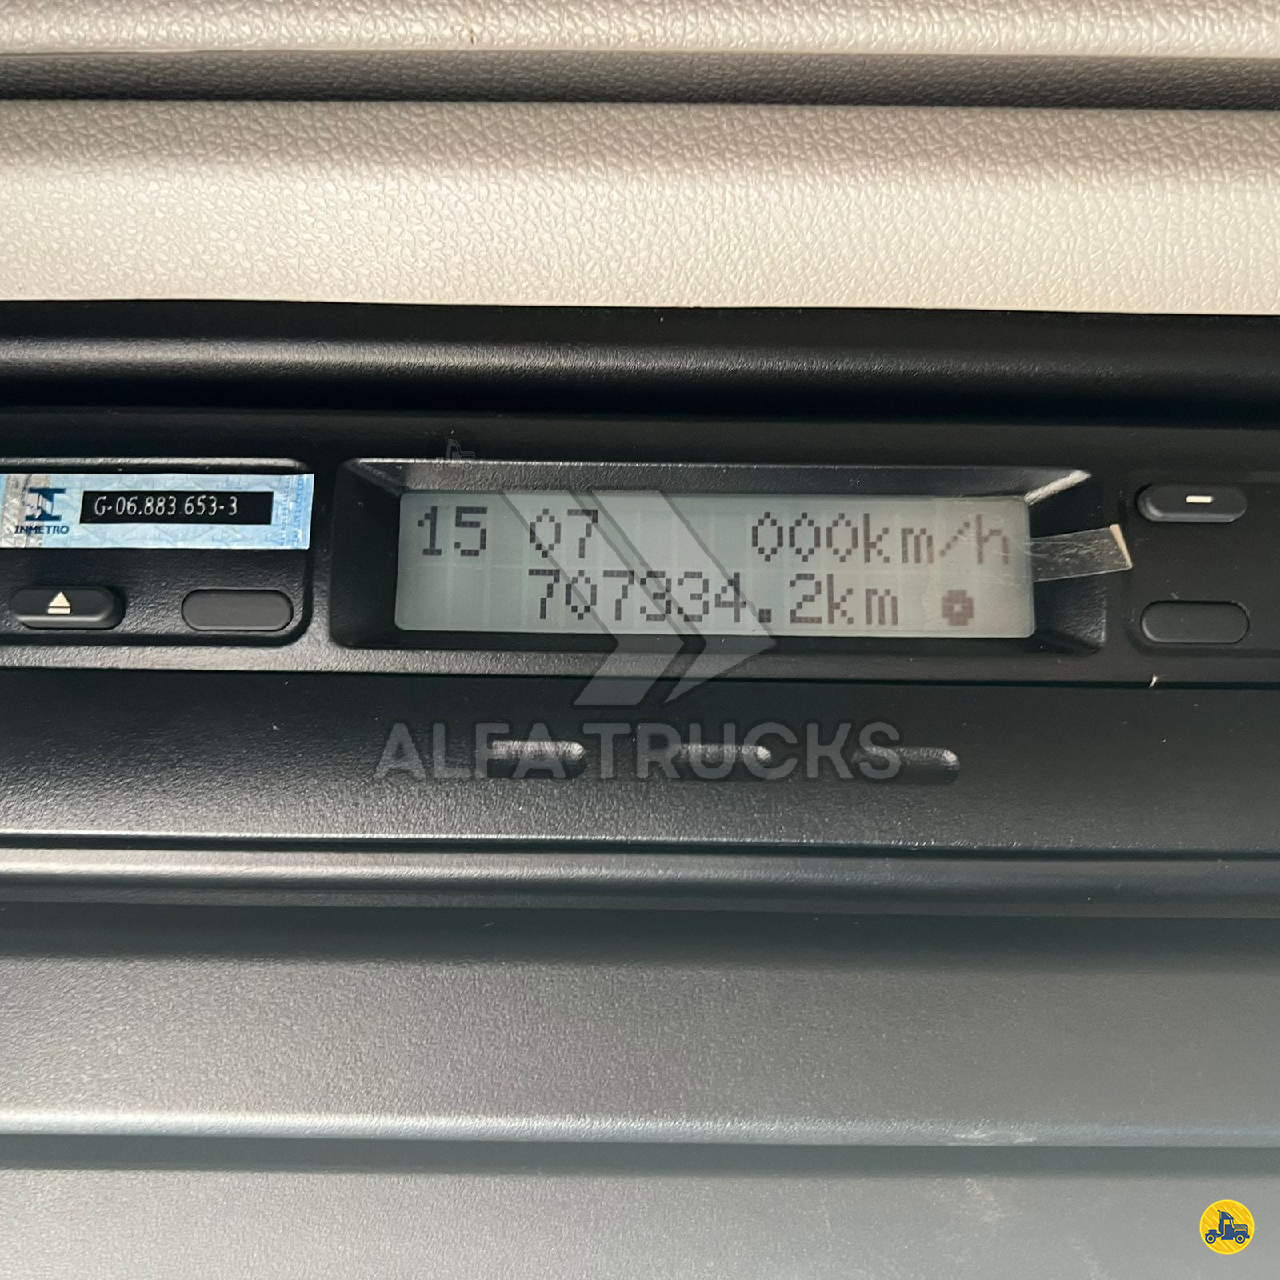 INMETRO
G-06.883.653-3
15 07 000km/h
707334.2km
ALFA TRUCKS